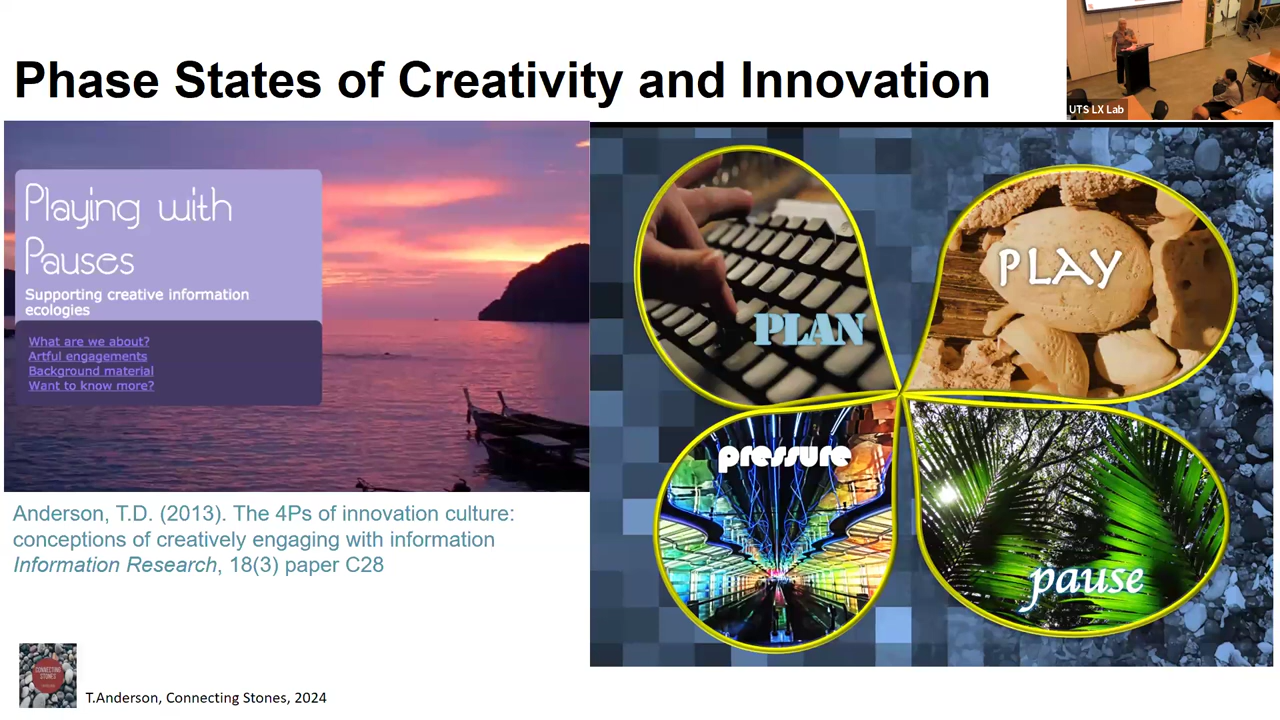 Phase States of Creativity and Innovation
UTS LX Lab
Playing with
Pauses
Supporting creative information
ecologies
What are we about?
Artful engagements
Background material
Want to know more?
PLAN
PLAY
pressure
pause
Anderson, T.D. (2013). The 4Ps of innovation culture:
conceptions of creatively engaging with information
Information Research, 18(3) paper C28
CONNECTING
STONES
T.Anderson, Connecting Stones, 2024